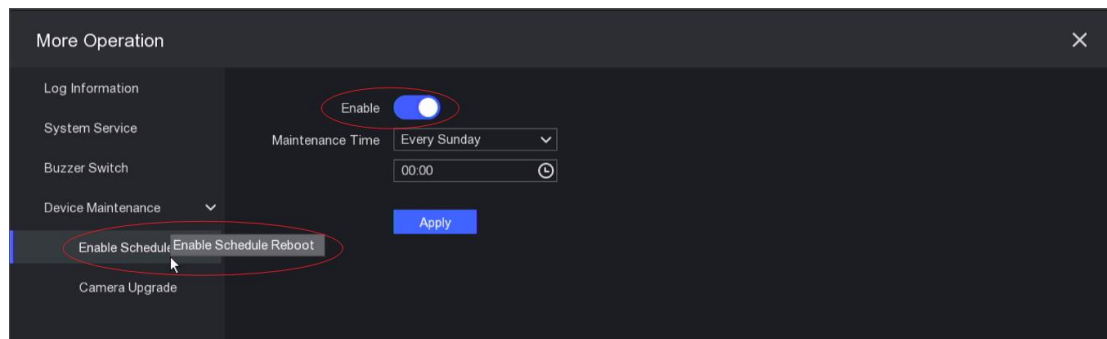 More Operation
Log Information
System Service
Buzzer Switch
Device Maintenance
Enable Schedule
Enable Schedule Reboot
Camera Upgrade
Enable
Maintenance Time Every Sunday
00:00
Apply